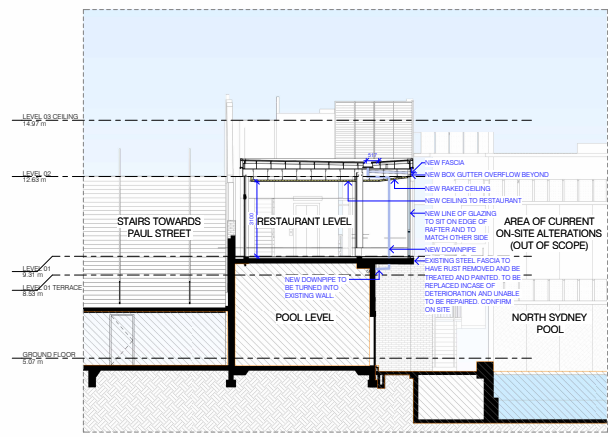 LEVEL 03 CEILING
14.97 m
517
NEW FASCIA
NEW BOX GUTTER OVERFLOW BEYOND
LEVEL 02
12.63 m
NEW RAKED CEILING
NEW CEILING TO RESTAURANT
3100
STAIRS TOWARDS
PAUL STREET
RESTAURANT LEVEL
NEW LINE OF GLAZING
TO SIT ON EDGE OF
RAFTER AND TO
MATCH OTHER SIDE
AREA OF CURRENT
ON-SITE ALTERATIONS
(OUT OF SCOPE)
NEW DOWNPIPE
EXISTING STEEL FASCIA TO
HAVE RUST REMOVED AND BE
TREATED AND PAINTED. TO BE
REPLACED INCASE OF
DETERIORATION AND UNABLE
TO BE REPAIRED. CONFIRM
ON SITE
LEVEL 01
9.31 m
LEVEL 01 TERRACE
8.53 m
NEW DOWNPIPE TO
BE TURNED INTO
EXISTING WALL
POOL LEVEL
NORTH SYDNEY
POOL
GROUND FLOOR
5.07 m